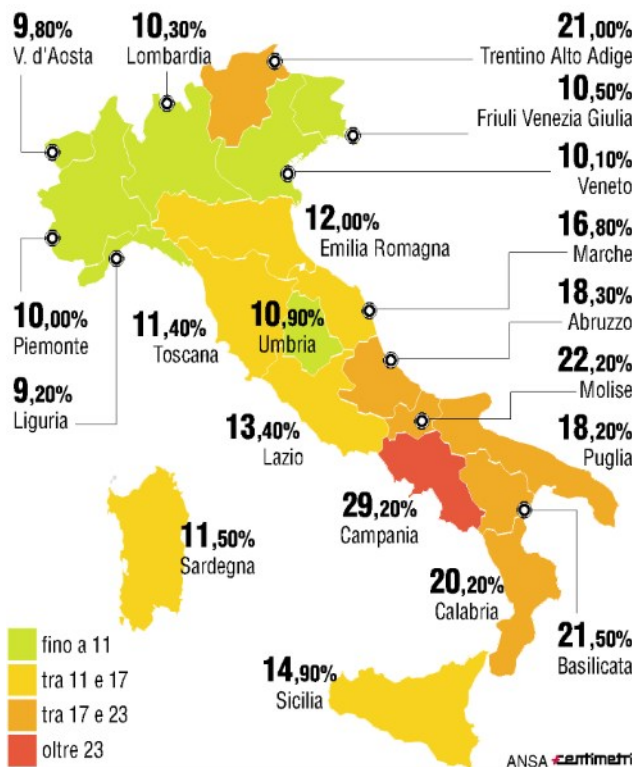 9,80%
V. d'Aosta
10,30%
Lombardia
21,00%
Trentino Alto Adige
10,50%
Friuli Venezia Giulia
10,10%
Veneto
12,00%
Emilia Romagna
16,80%
Marche
18,30%
Abruzzo
10,00%
Piemonte
11,40%
Toscana
10,90%
Umbria
22,20%
Molise
9,20%
Liguria
13,40%
Lazio
18,20%
Puglia
29,20%
Campania
11,50%
Sardegna
20,20%
Calabria
21,50%
Basilicata
14,90%
Sicilia
fino a 11
tra 11 e 17
tra 17 e 23
oltre 23
ANSA centimetri